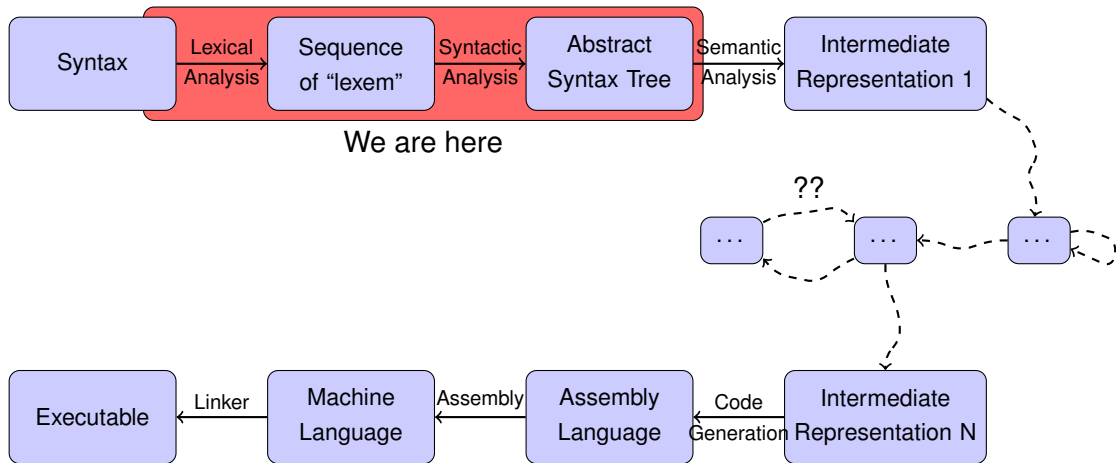 Syntax
Lexical
Analysis
Sequence
of “lexem”
Syntactic
Analysis
Abstract
Syntax Tree
Semantic
Analysis
Intermediate
Representation 1
We are here
??
...
...
...
Executable
Linker
Machine
Language
Assembly
Assembly
Language
Code
Generation
Intermediate
Representation N